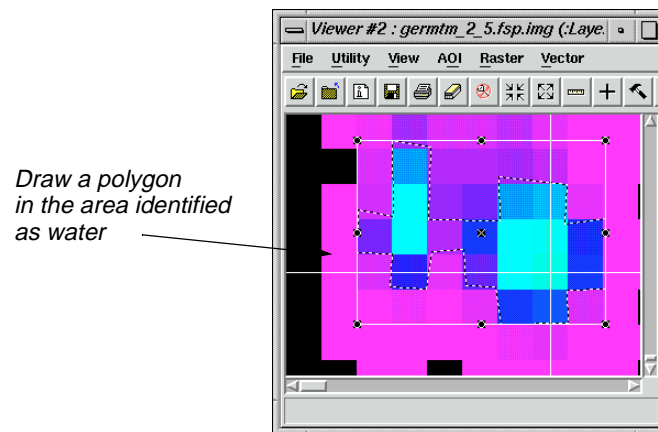 Viewer #2 : germtm_2_5.fsp.img (:Laye.
File Utility View AOI Raster Vector
Draw a polygon
in the area identified
as water